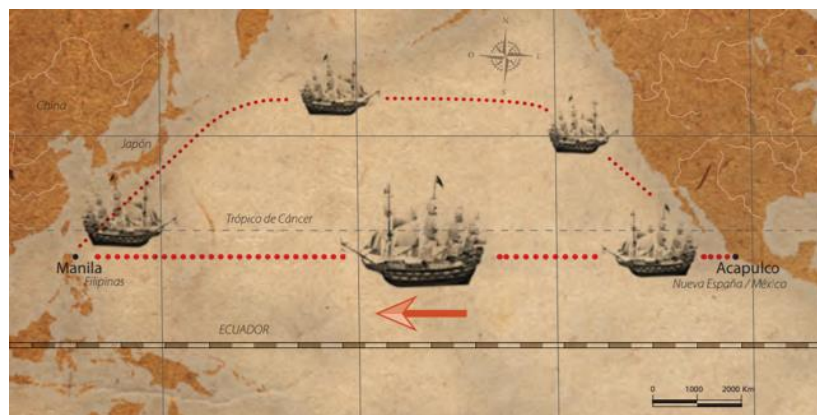 N
O
E
S
China
Japón
Trópico de Cáncer
Manila
Filipinas
Acapulco
Nueva España / México
ECUADOR
0 1000 2000 Km